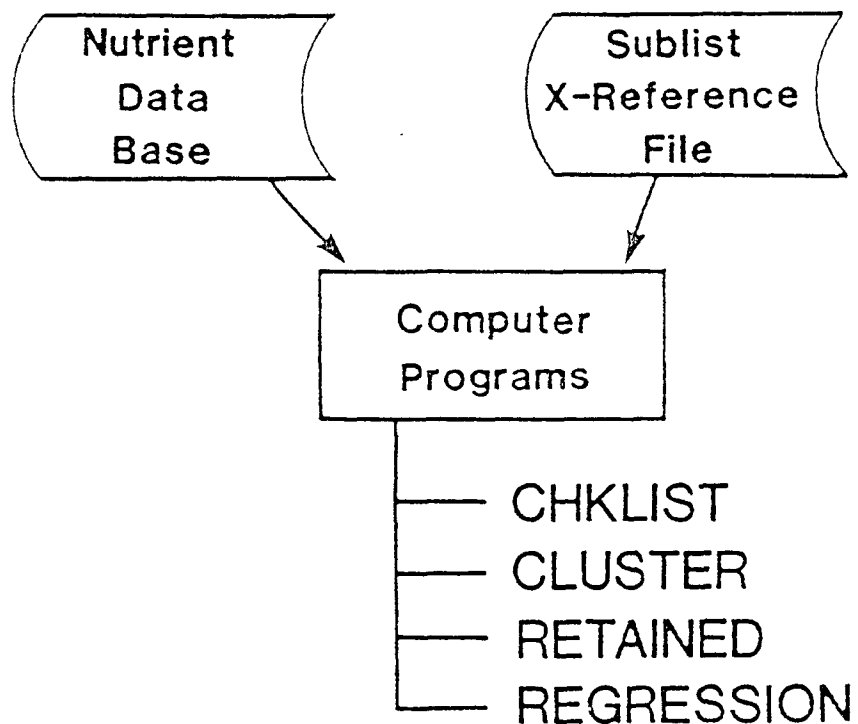 Nutrient
Data
Base
Sublist
X-Reference
File
Computer
Programs
CHKLIST
CLUSTER
RETAINED
REGRESSION